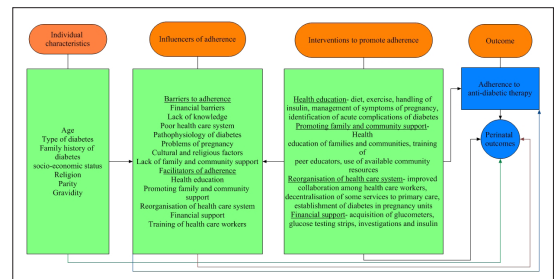 Individual
characteristics
Influencers of adherence
Interventions to promote adherence
Outcome
Age
Type of diabetes
Family history of
diabetes
socio-economic status
Religion
Parity
Gravidity
Barriers to adherence
Financial barriers
Lack of knowledge
Poor health care system
Pathophysiology of diabetes
Problems of pregnancy
Cultural and religious factors
Lack of family and community support
Facilitators of adherence
Health education
Promoting family and community
support
Reorganisation of health care system
Financial support
Training of health care workers
Health education- diet, exercise, handling of
insulin, management of symptoms of pregnancy,
identification of acute complications of diabetes
Promoting family and community support-
Health
education of families and communities, training
of
peer educators, use of available community
resources
Reorganisation of health care system- improved
collaboration among health care workers,
decentralisation of some services to primary care,
establishment of diabetes in pregnancy units
Financial support- acquisition of glucometers,
glucose testing strips, investigations and insulin
Adherence to
anti-diabetic therapy
Perinatal
outcomes